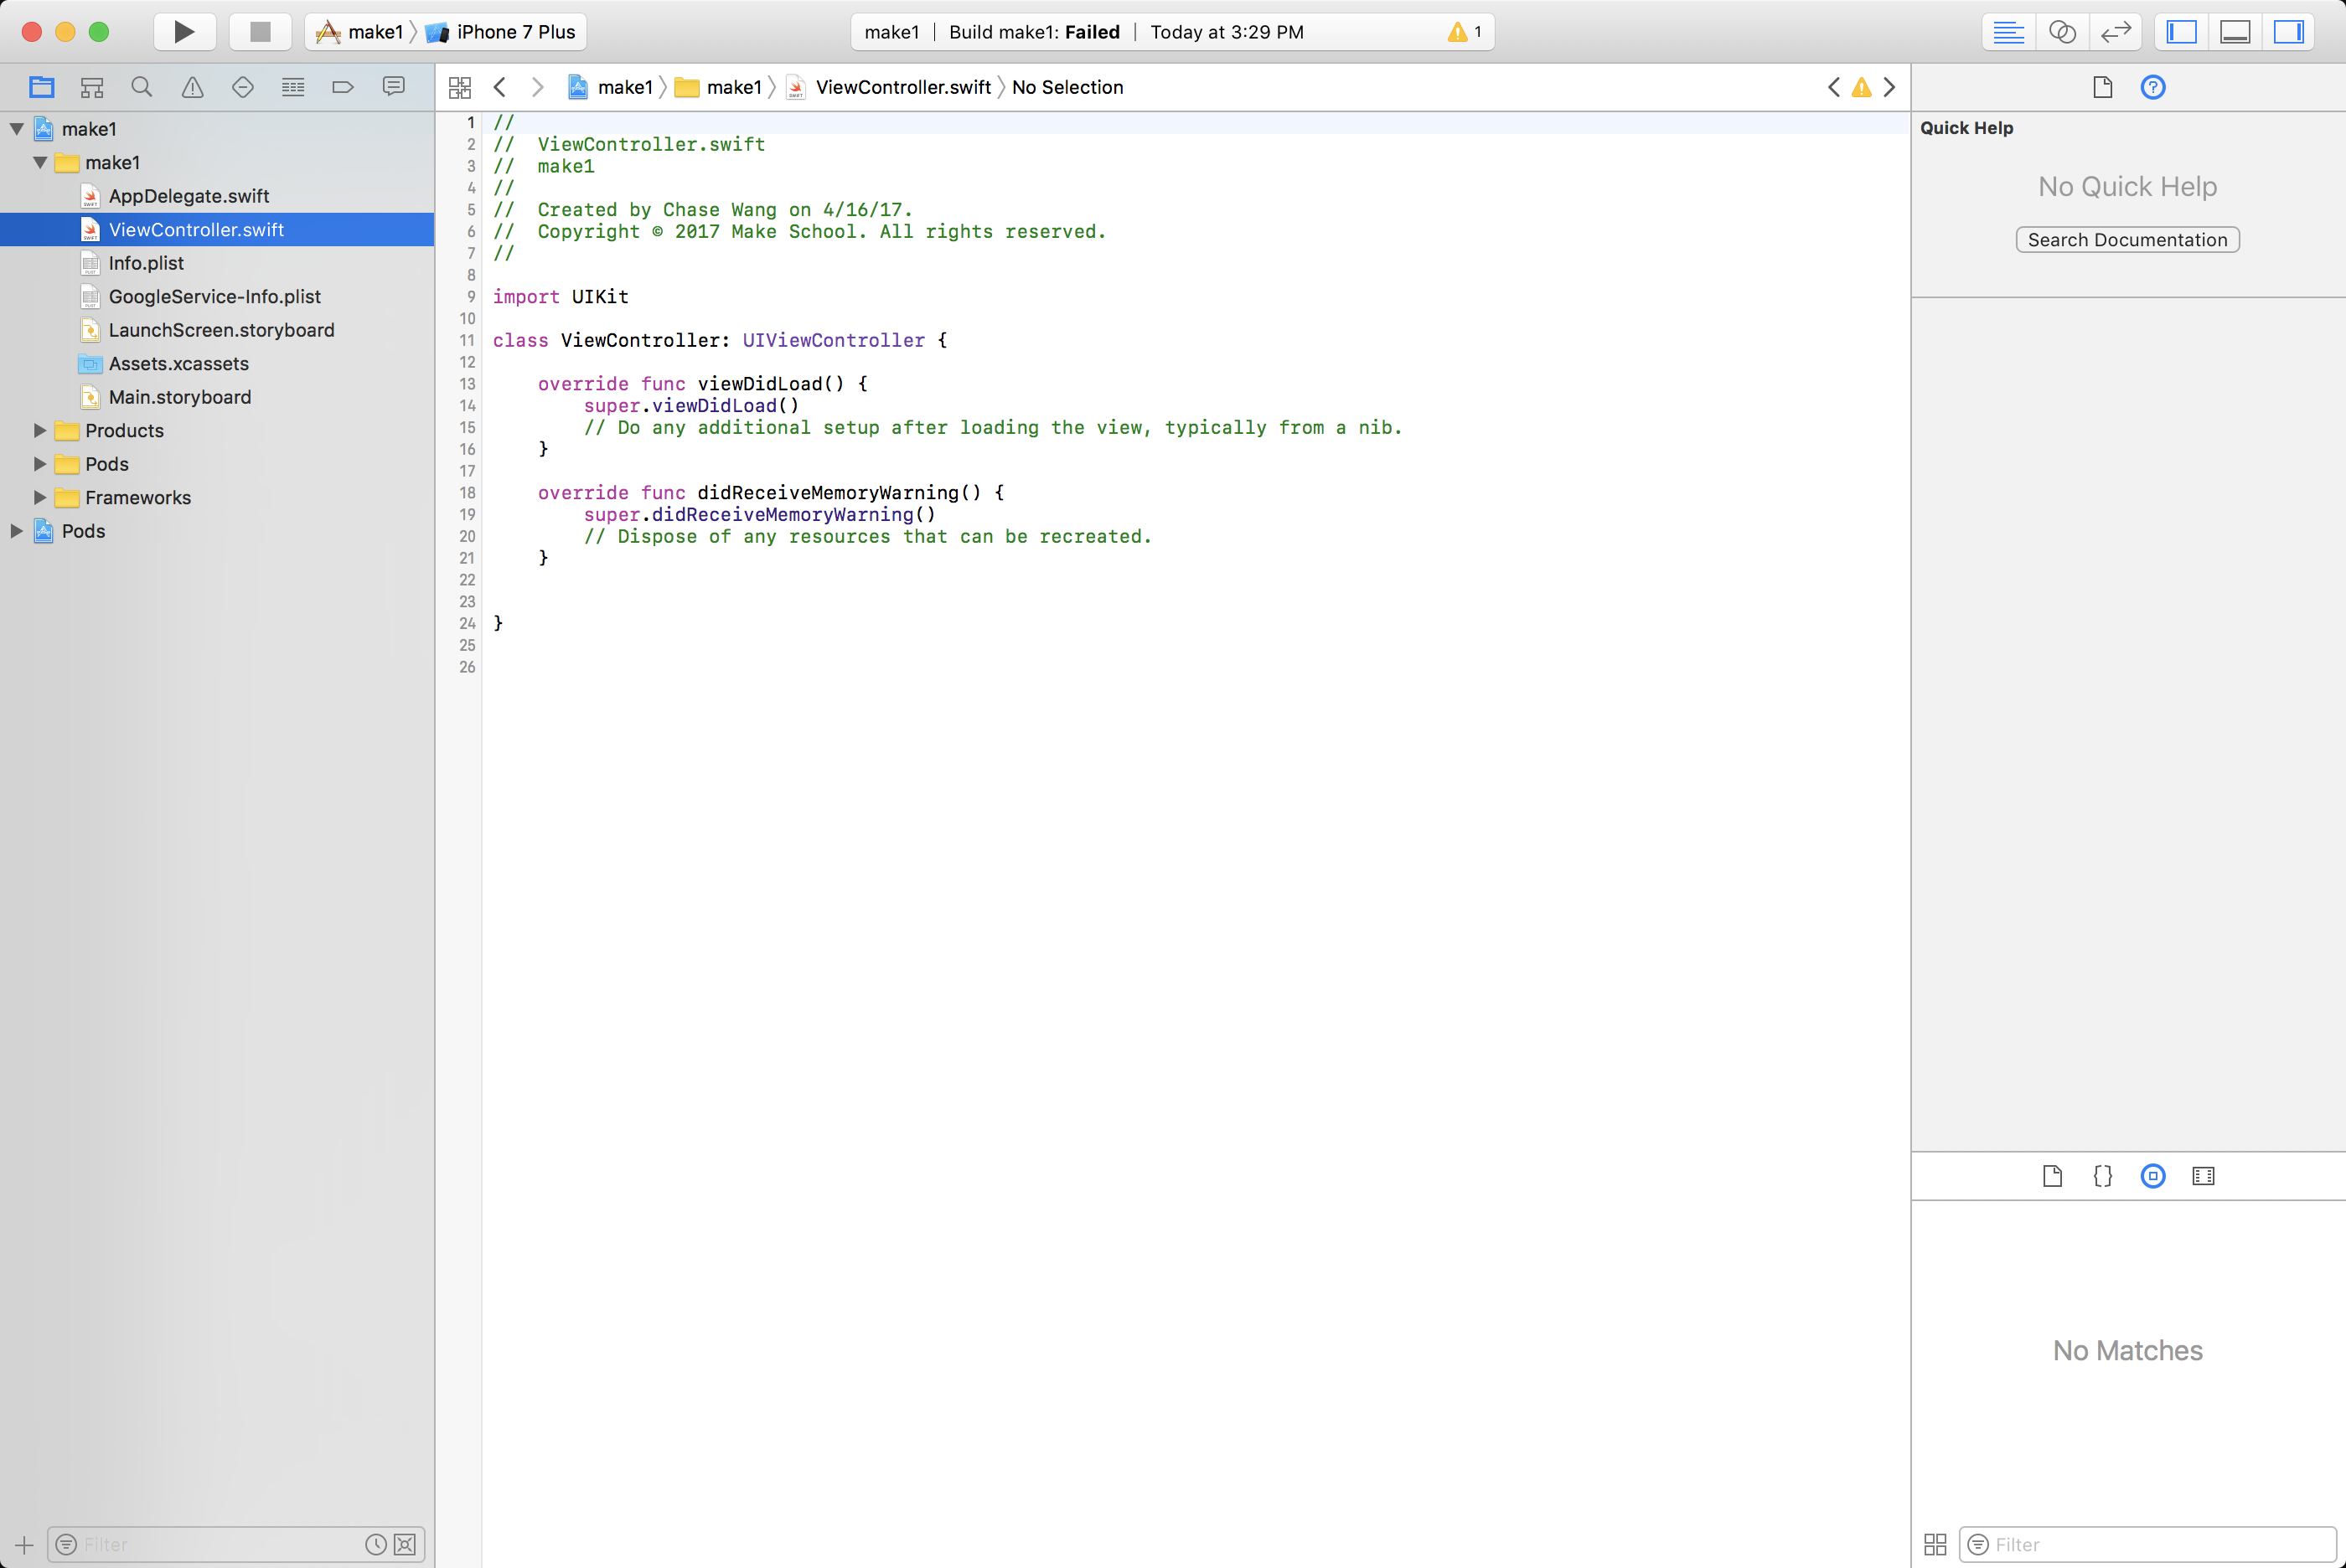 make1 iPhone 7 Plus
make1 | Build make1: Failed | Today at 3:29 PM 1
make1 make1 ViewController.swift No Selection
make1
make1
AppDelegate.swift
ViewController.swift
Info.plist
GoogleService-Info.plist
LaunchScreen.storyboard
Assets.xcassets
Main.storyboard
Products
Pods
Frameworks
Pods
Filter
1 //
2 //  ViewController.swift
3 //  make1
4 //
5 //  Created by Chase Wang on 4/16/17.
6 //  Copyright © 2017 Make School. All rights reserved.
7 //
8
9 import UIKit
10
11 class ViewController: UIViewController {
12
13     override func viewDidLoad() {
14         super.viewDidLoad()
15         // Do any additional setup after loading the view, typically from a nib.
16     }
17
18     override func didReceiveMemoryWarning() {
19         super.didReceiveMemoryWarning()
20         // Dispose of any resources that can be recreated.
21     }
22
23
24 }
25
26
Quick Help
No Quick Help
Search Documentation
No Matches
Filter